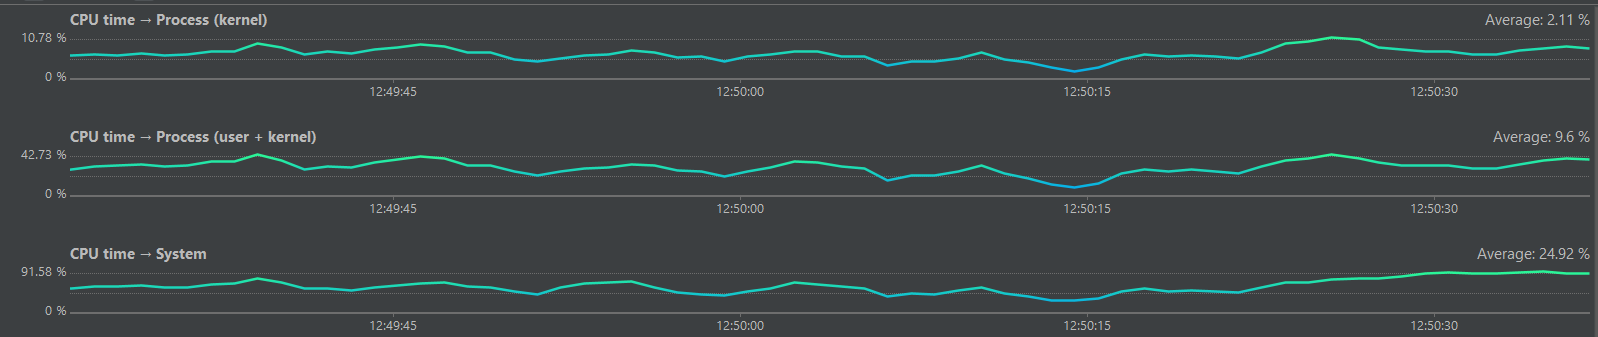 CPU time → Process (kernel) Average: 2.11 %
10.78 %
0 %
12:49:45 12:50:00 12:50:15 12:50:30
CPU time → Process (user + kernel) Average: 9.6 %
42.73 %
0 %
12:49:45 12:50:00 12:50:15 12:50:30
CPU time → System Average: 24.92 %
91.58 %
0 %
12:49:45 12:50:00 12:50:15 12:50:30